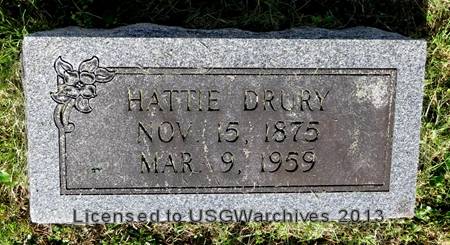 HATTIE DRURY
NOV. 15, 1875
MAR. 9, 1959
Licensed to USGWarchives 2013